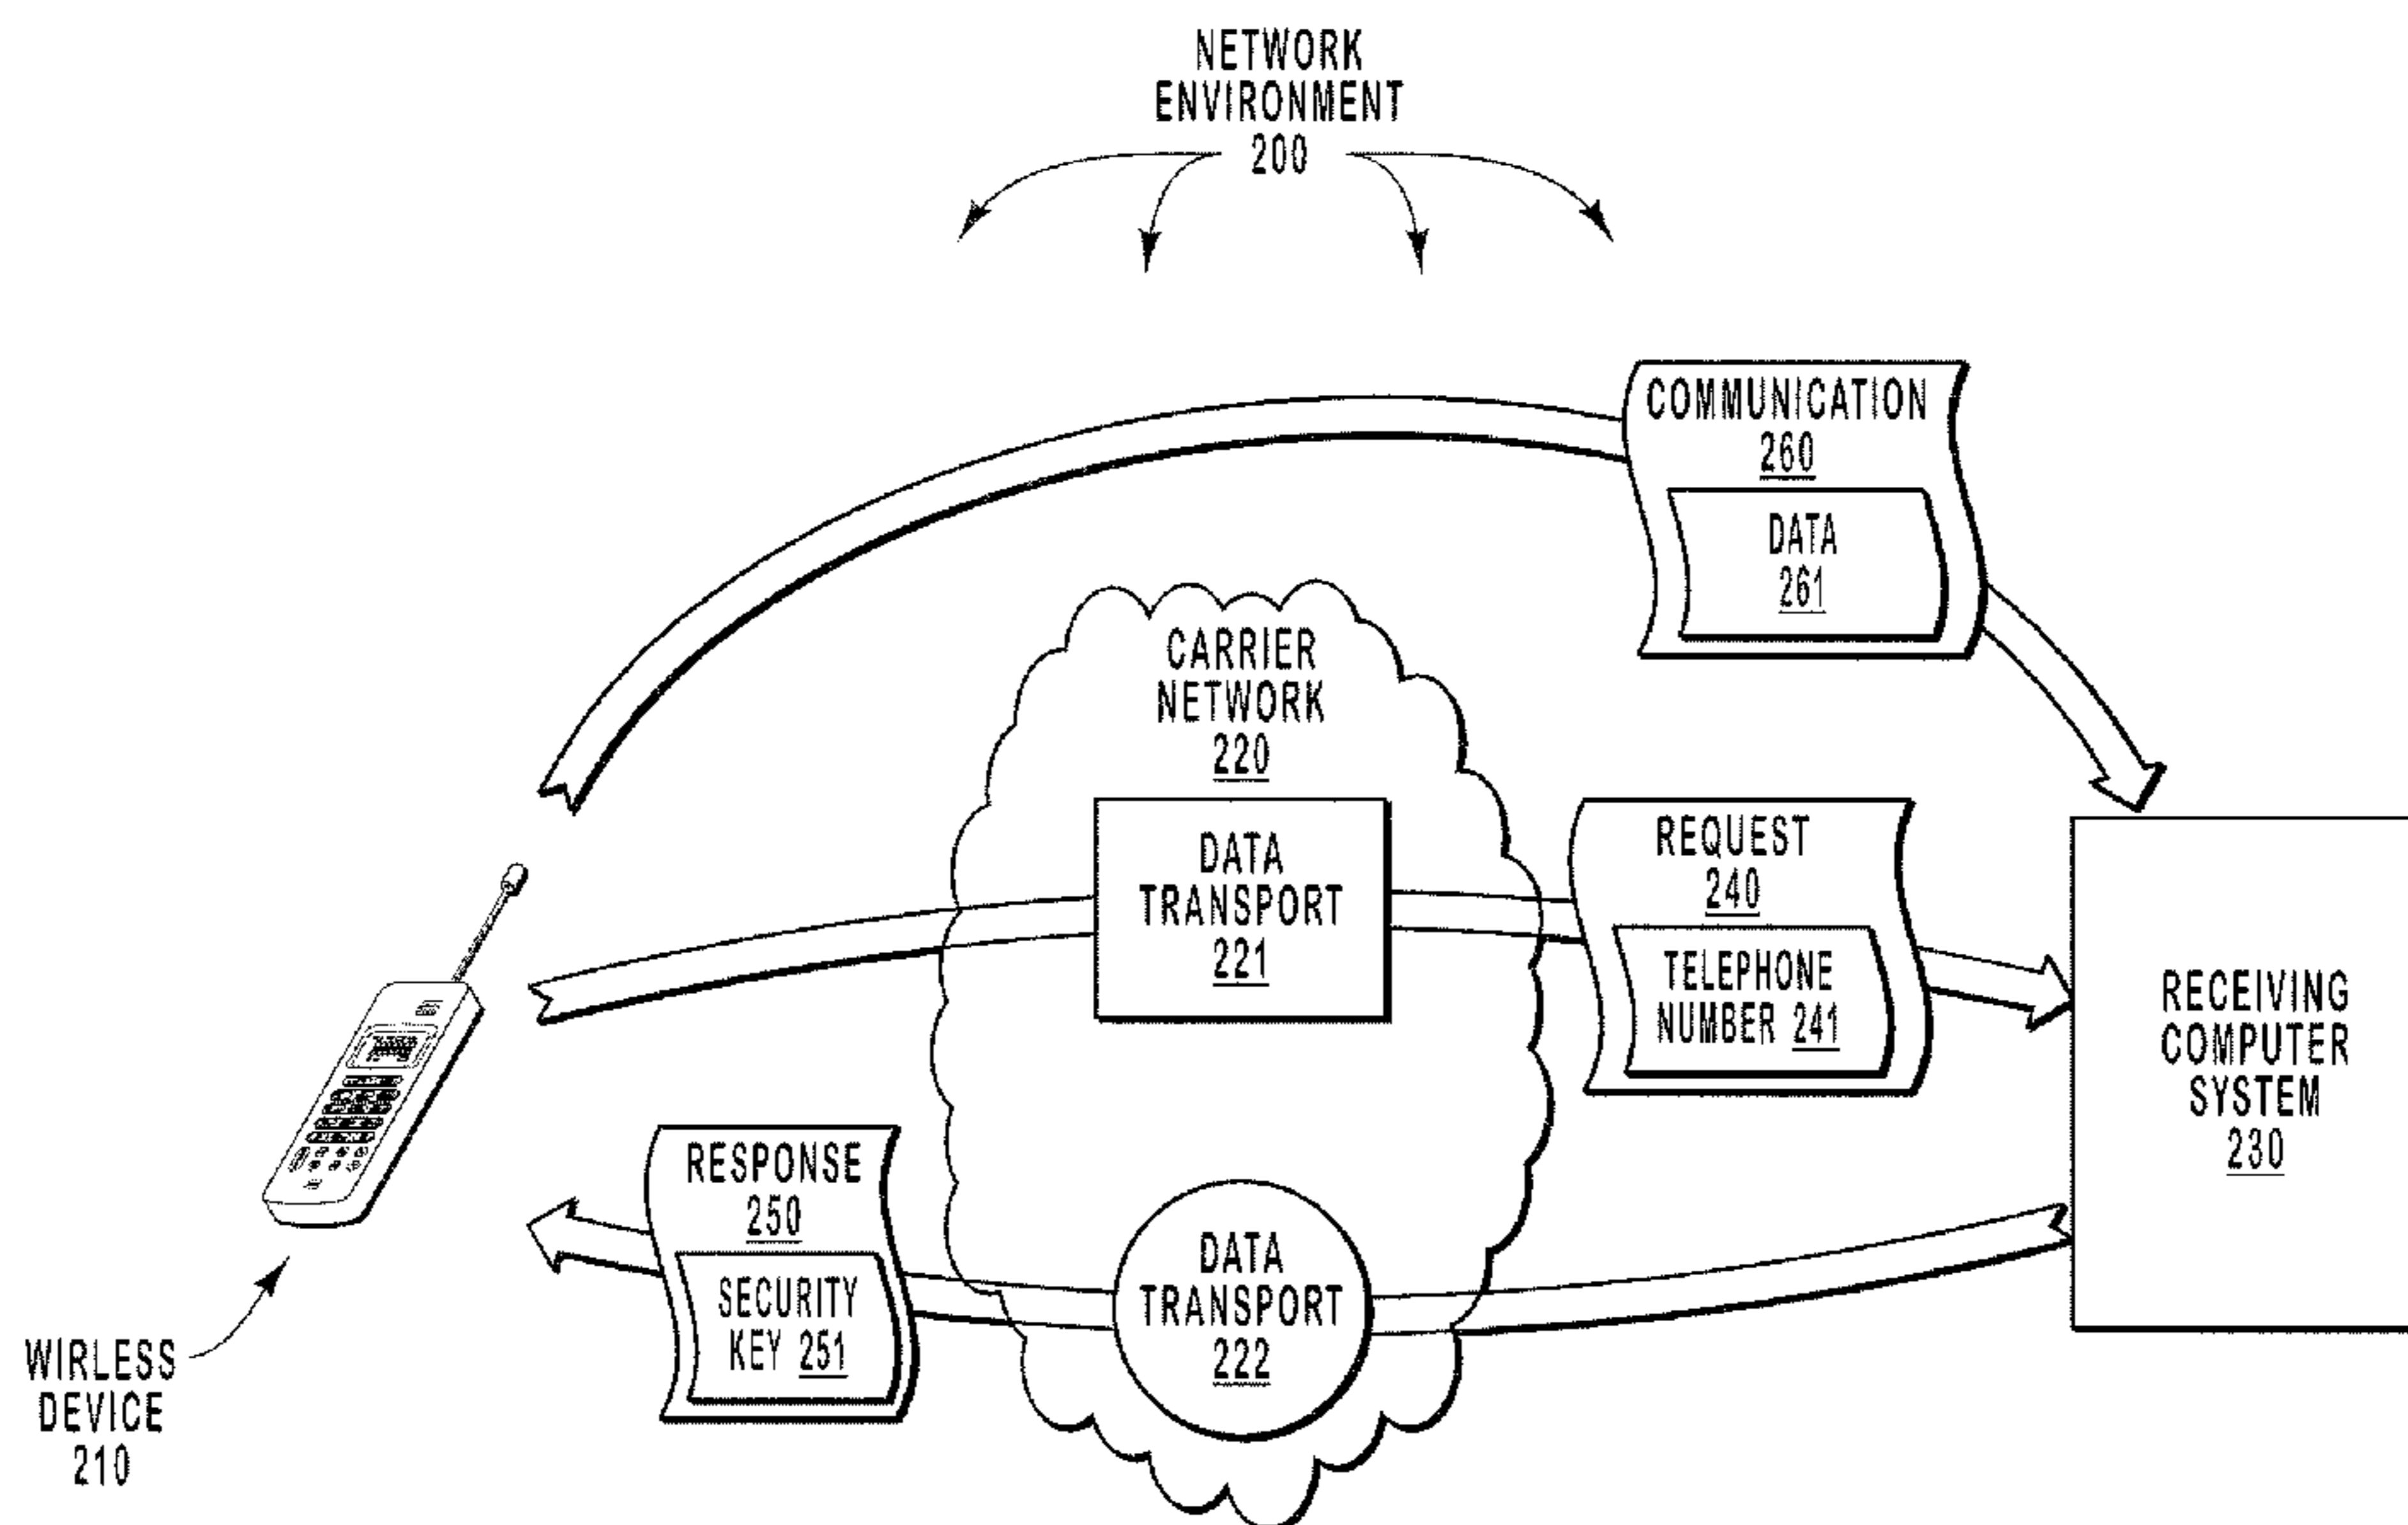 NETWORK
ENVIRONMENT
200
COMMUNICATION
260
DATA
261
CARRIER
NETWORK
220
DATA
TRANSPORT
221
REQUEST
240
TELEPHONE
NUMBER 241
RECEIVING
COMPUTER
SYSTEM
230
RESPONSE
250
SECURITY
KEY 251
DATA
TRANSPORT
222
WIRLESS
DEVICE
210